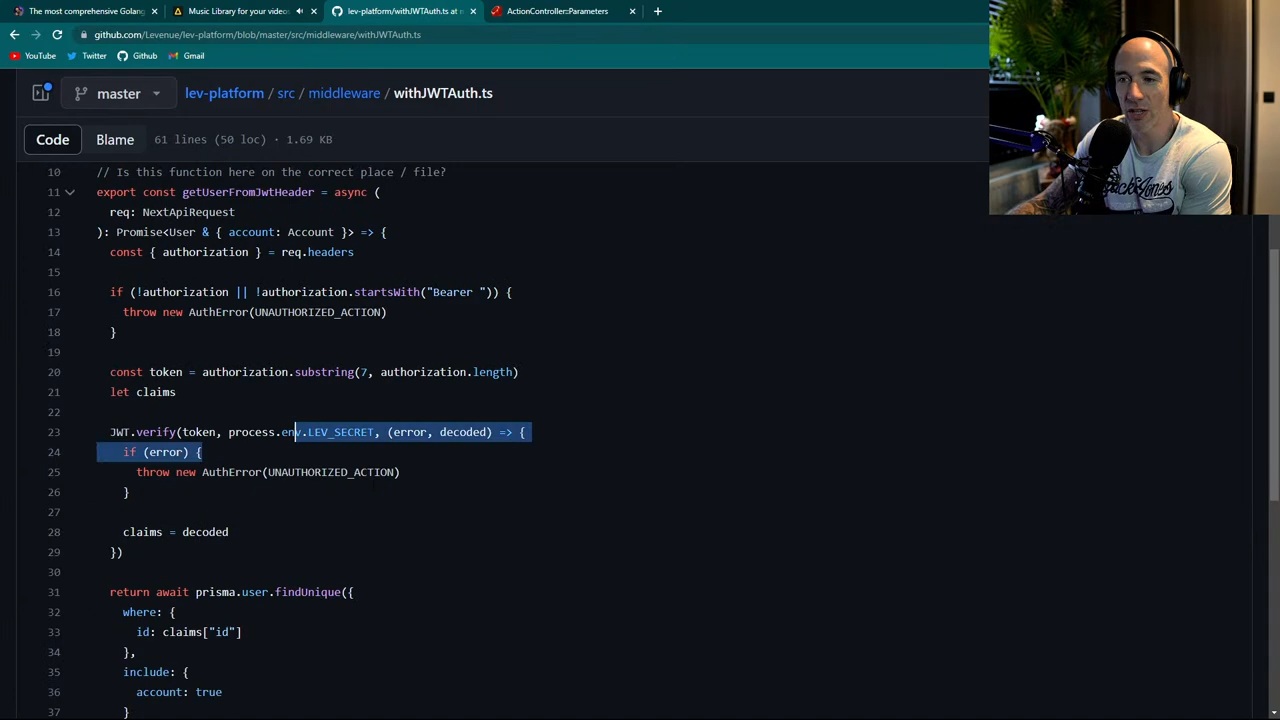 The most comprehensive Golang
Music Library for your video
lev-platform/withJWTAuth.ts at m
ActionController::Parameters
github.com/Levenue/lev-platform/blob/master/src/middleware/withJWTAuth.ts
YouTube
Twitter
Github
Gmail
master
lev-platform / src / middleware / withJWTAuth.ts
Code
Blame
61 lines (50 loc) · 1.69 KB
10 // Is this function here on the correct place / file?
11 export const getUserFromJwtHeader = async (
12 req: NextApiRequest
13 ): Promise<User & { account: Account }> => {
14 const { authorization } = req.headers
15
16 if (!authorization || !authorization.startsWith("Bearer ")) {
17 throw new AuthError(UNAUTHORIZED_ACTION)
18 }
19
20 const token = authorization.substring(7, authorization.length)
21 let claims
22
23 JWT.verify(token, process.env.LEV_SECRET, (error, decoded) => {
24 if (error) {
25 throw new AuthError(UNAUTHORIZED_ACTION)
26 }
27
28 claims = decoded
29 })
30
31 return await prisma.user.findUnique({
32 where: {
33 id: claims["id"]
34 },
35 include: {
36 account: true
37 }